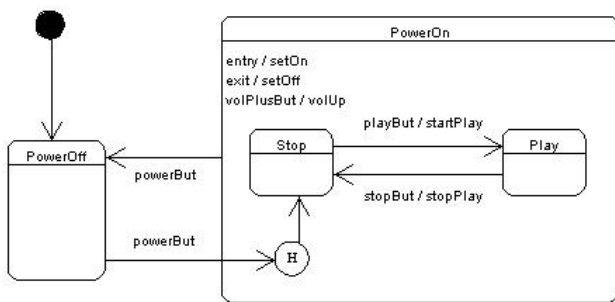 PowerOn
entry / setOn
exit / setOff
volPlusBut / volUp
playBut / startPlay
Stop
Play
PowerOff
powerBut
stopBut / stopPlay
powerBut
H